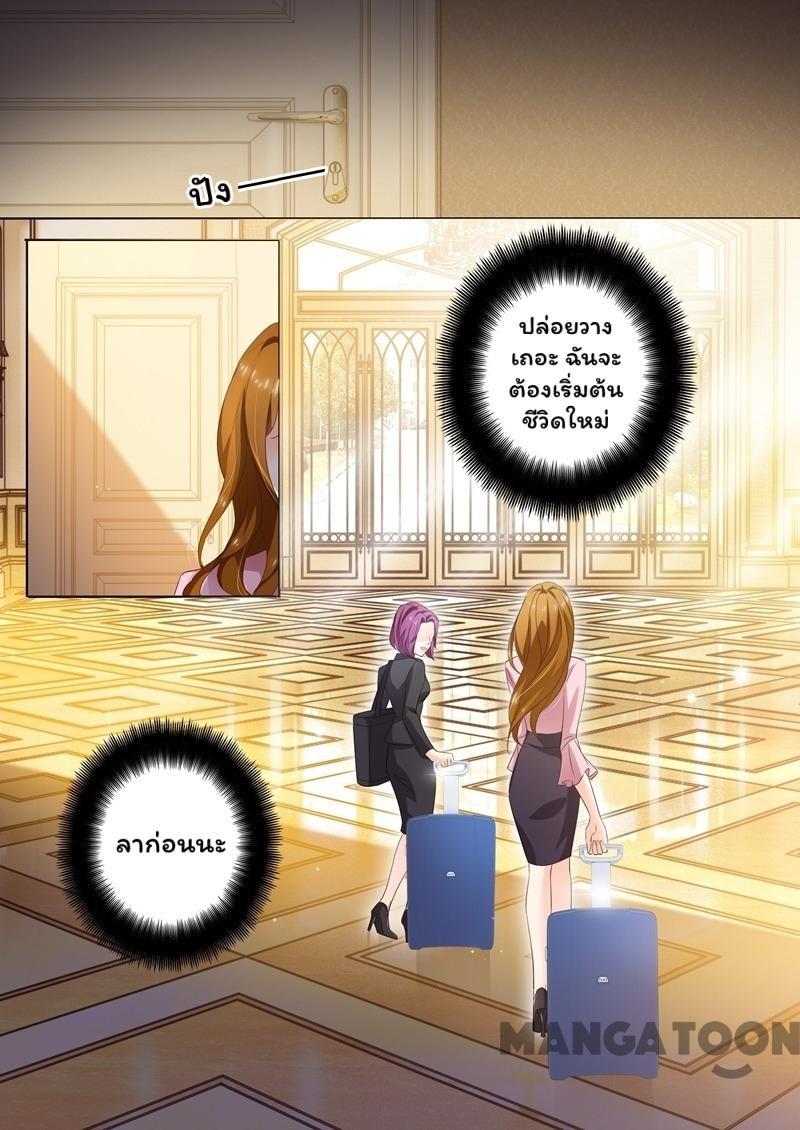 ปัง
ปล่อยวาง
เถอะ ฉันจะ
ต้องเริ่มต้น
ชีวิดใหม่
ลาก่อนนะ
MANGATOON